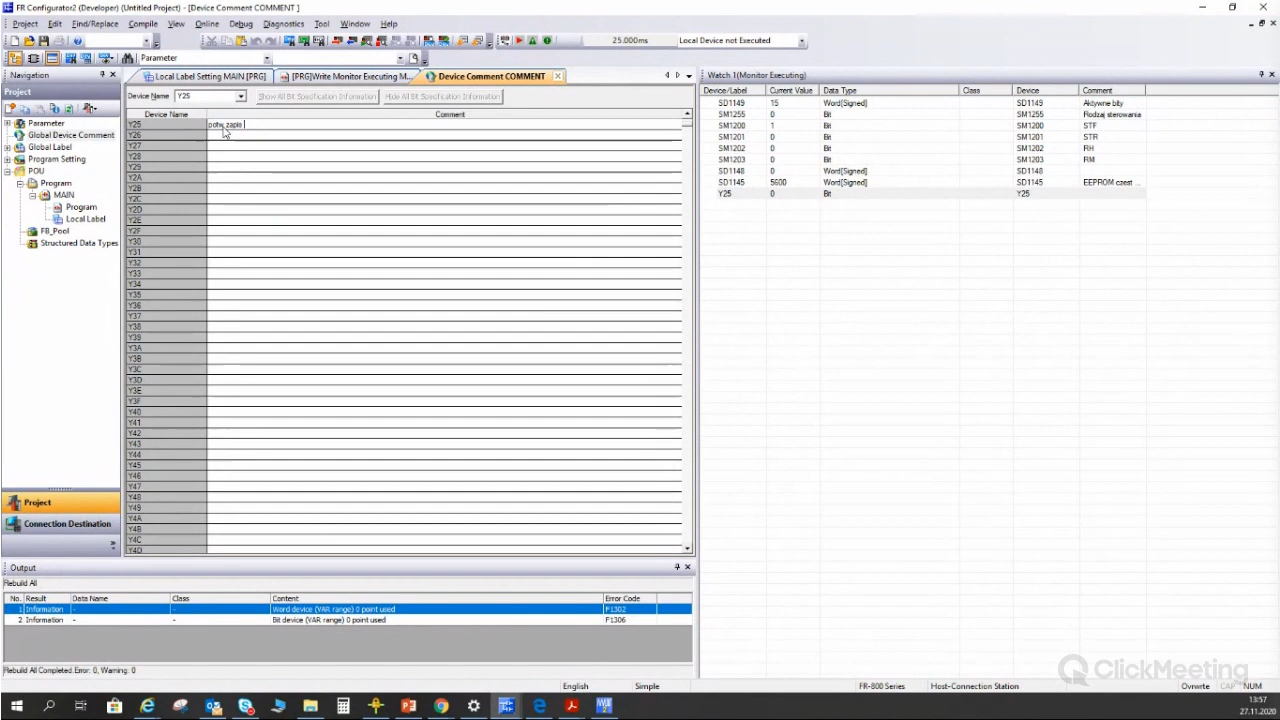 FR Configurator2 (Developer) (Untitled Project) - [Device Comment COMMENT ]
Project Edit Find/Replace Compile View Online Debug Diagnostics Tool Window Help
25.000ms Local Device not Executed
Parameter
Navigation
Project
Parameter
Global Device Comment
Global Label
Program Setting
POU
Program
MAIN
Program
Local Label
FB_Pool
Structured Data Types
Project
Connection Destination
Local Label Setting MAIN [PRG] [PRG]Write Monitor Executing M... Device Comment COMMENT
Device Name Y25 Show All Bit Specification Information Hide All Bit Specification Information
Device Name Comment
Y25 potw zapis
Y26
Y27
Y28
Y29
Y2A
Y2B
Y2C
Y2D
Y2E
Y2F
Y30
Y31
Y32
Y33
Y34
Y35
Y36
Y37
Y38
Y39
Y3A
Y3B
Y3C
Y3D
Y3E
Y3F
Y40
Y41
Y42
Y43
Y44
Y45
Y46
Y47
Y48
Y49
Y4A
Y4B
Y4C
Y4D
Watch 1(Monitor Executing)
Device/Label Current Value Data Type Class Device Comment
SD1149 15 Word[Signed] SD1149 Aktywne bity
SM1255 0 Bit SM1255 Rodzaj sterowania
SM1200 1 Bit SM1200 STF
SM1201 0 Bit SM1201 STR
SM1202 0 Bit SM1202 RH
SM1203 0 Bit SM1203 RM
SD1148 0 Word[Signed] SD1148
SD1145 5600 Word[Signed] SD1145 EEPROM czest ...
Y25 0 Bit Y25
Output
Rebuild All
No. Result Data Name Class Content Error Code
1 Information - - Word device (VAR range) 0 point used F1302
2 Information - - Bit device (VAR range) 0 point used F1306
Rebuild All Completed.Error: 0, Warning: 0
ClickMeeting
English Simple FR-800 Series Host-Connection Station Ovrwrte CAP NUM
13:57
27.11.2020